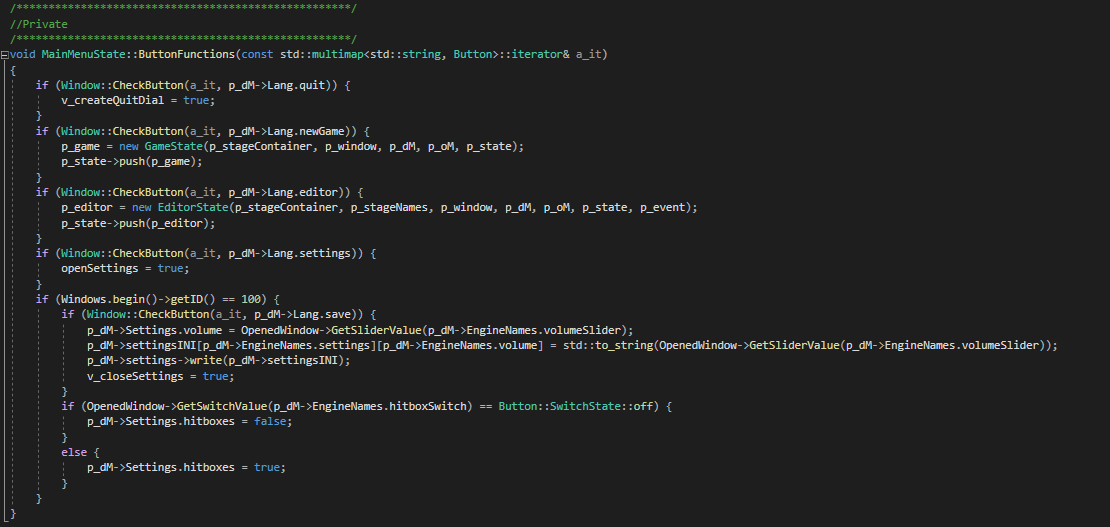 /****************************************************/
//Private
/****************************************************/
void MainMenuState::ButtonFunctions(const std::multimap<std::string, Button>::iterator& a_it)
{
    if (Window::CheckButton(a_it, p_dM->Lang.quit)) {
        v_createQuitDial = true;
    }
    if (Window::CheckButton(a_it, p_dM->Lang.newGame)) {
        p_game = new GameState(p_stageContainer, p_window, p_dM, p_oM, p_state);
        p_state->push(p_game);
    }
    if (Window::CheckButton(a_it, p_dM->Lang.editor)) {
        p_editor = new EditorState(p_stageContainer, p_stageNames, p_window, p_dM, p_oM, p_state, p_event);
        p_state->push(p_editor);
    }
    if (Window::CheckButton(a_it, p_dM->Lang.settings)) {
        openSettings = true;
    }
    if (Windows.begin()->getID() == 100) {
        if (Window::CheckButton(a_it, p_dM->Lang.save)) {
            p_dM->Settings.volume = OpenedWindow->GetSliderValue(p_dM->EngineNames.volumeSlider);
            p_dM->settingsINI[p_dM->EngineNames.settings][p_dM->EngineNames.volume] = std::to_string(OpenedWindow->GetSliderValue(p_dM->EngineNames.volumeSlider));
            p_dM->settings->write(p_dM->settingsINI);
            v_closeSettings = true;
        }
        if (OpenedWindow->GetSwitchValue(p_dM->EngineNames.hitboxSwitch) == Button::SwitchState::off) {
            p_dM->Settings.hitboxes = false;
        }
        else {
            p_dM->Settings.hitboxes = true;
        }
    }
}